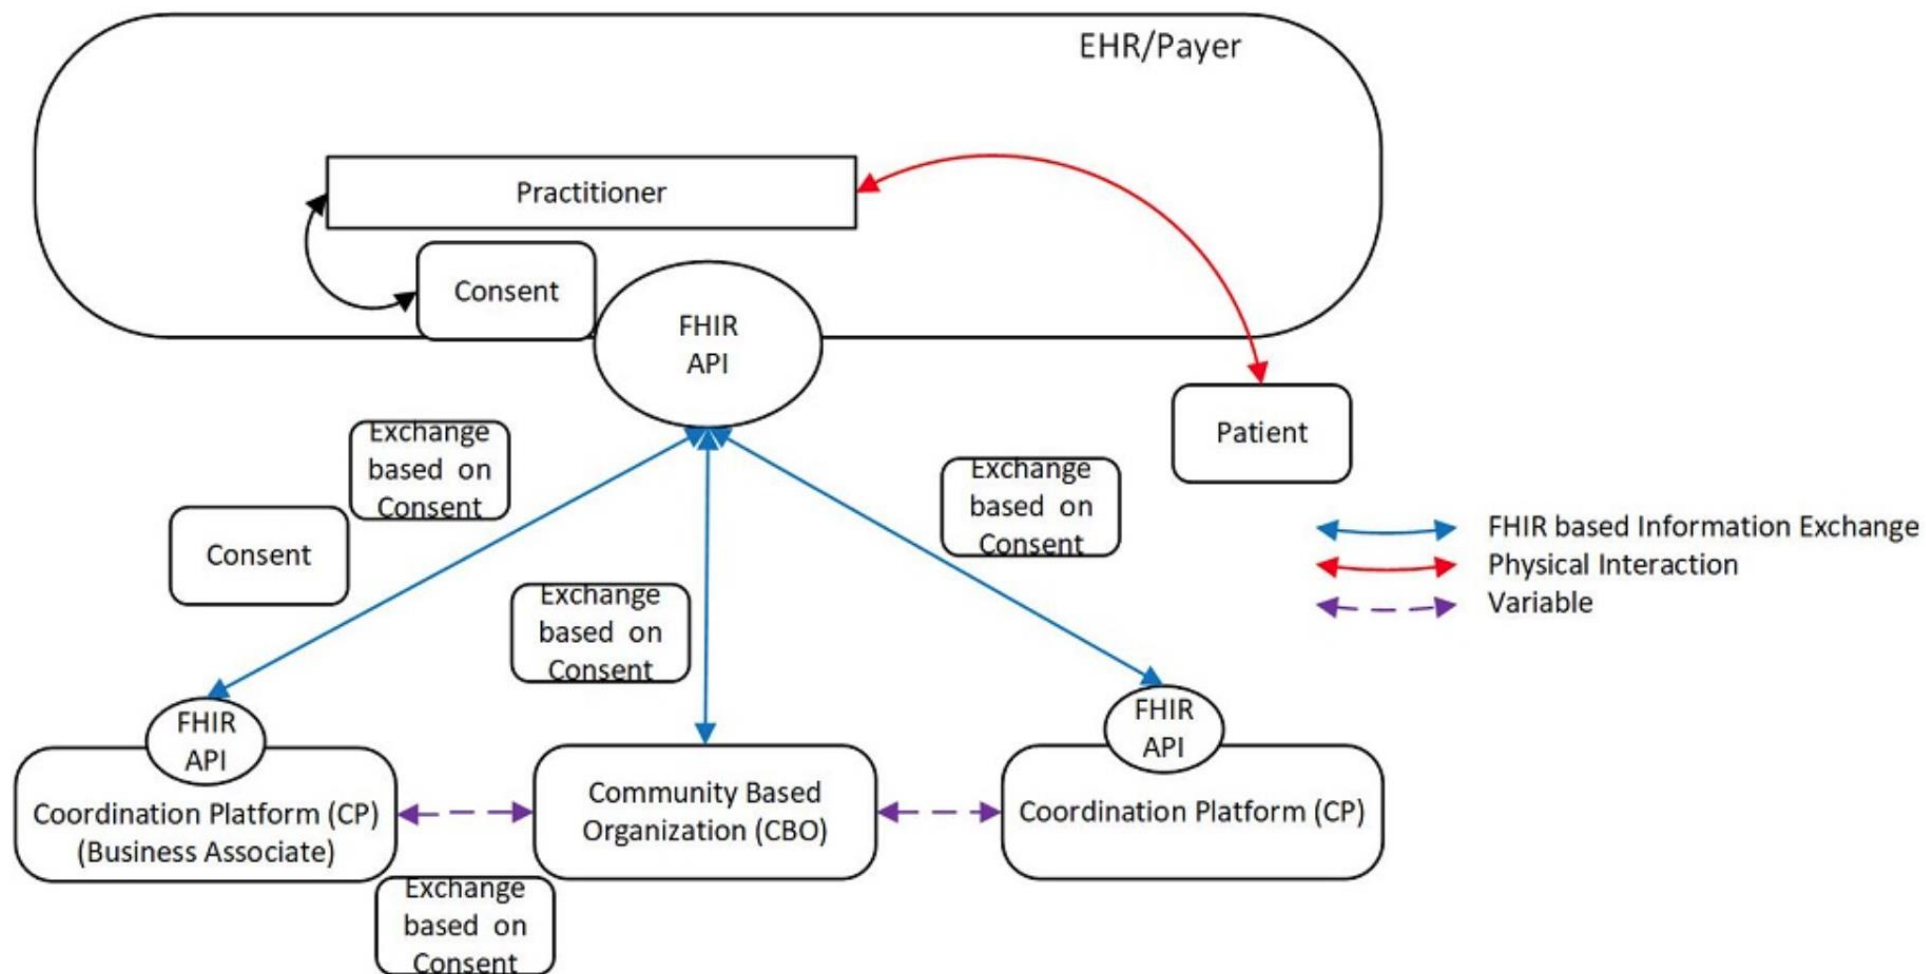 EHR/Payer
Practitioner
Consent
FHIR
API
Patient
Exchange
based on
Consent
Exchange
based on
Consent
Consent
Exchange
based on
Consent
FHIR based Information Exchange
Physical Interaction
Variable
FHIR
API
Coordination Platform (CP)
(Business Associate)
Community Based
Organization (CBO)
FHIR
API
Coordination Platform (CP)
Exchange
based on
Consent